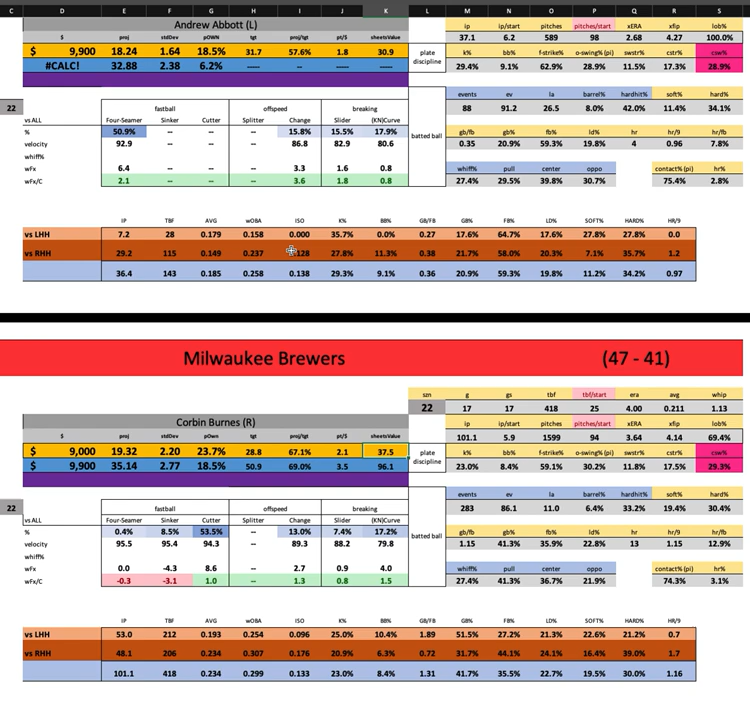 C D E F G H I J K L M N O P Q R S
Andrew Abbott (L) ip ip/start pitches pitches/start xERA xfip lob%
$ proj stdDev pOWN tgt proj/tgt pt/$ sheetsValue 37.1 6.2 589 98 2.68 4.27 100.0%
$ 9,900 18.24 1.64 18.5% 31.7 57.6% 1.8 30.9 plate discipline k% bb% f-strike% o-swing% (pi) swstr% cstr% csw%
#CALC! 32.88 2.38 6.2% ---- ---- -- ---- 29.4% 9.1% 62.9% 28.9% 11.5% 17.3% 28.9%
events ev la barrel% hardhit% soft% hard%
22 fastball offspeed breaking 88 91.2 26.5 8.0% 42.0% 11.4% 34.1%
vs ALL Four-Seamer Sinker Cutter Splitter Change Slider (KN)Curve
% 50.9% -- -- -- 15.8% 15.5% 17.9% batted ball gb/fb gb% fb% ld% hr hr/9 hr/fb
velocity 92.9 -- -- -- 86.8 82.9 80.6 0.35 20.9% 59.3% 19.8% 4 0.96 7.8%
whiff%
wFx 6.4 -- -- -- 3.3 1.6 0.8 whiff% pull center oppo contact% (pi) hr%
wFx/C 2.1 -- -- -- 3.6 1.8 0.8 27.4% 29.5% 39.8% 30.7% 75.4% 2.8%
IP TBF AVG wOBA ISO K% BB% GB/FB GB% FB% LD% SOFT% HARD% HR/9
vs LHH 7.2 28 0.179 0.158 0.000 35.7% 0.0% 0.27 17.6% 64.7% 17.6% 27.8% 27.8% 0.0
vs RHH 29.2 115 0.149 0.237 0.128 27.8% 11.3% 0.38 21.7% 58.0% 20.3% 7.1% 35.7% 1.2
36.4 143 0.185 0.258 0.138 29.3% 9.1% 0.36 20.9% 59.3% 19.8% 11.2% 34.2% 0.97
Milwaukee Brewers (47 - 41)
szn g gs tbf tbf/start era avg whip
22 17 17 418 25 4.00 0.211 1.13
Corbin Burnes (R) ip ip/start pitches pitches/start xERA xfip lob%
$ proj stdDev pOwn tgt proj/tgt pt/$ sheetsValue 101.1 5.9 1599 94 3.64 4.14 69.4%
$ 9,000 19.32 2.20 23.7% 28.8 67.1% 2.1 37.5 plate discipline k% bb% f-strike% o-swing% (pi) swstr% cstr% csw%
$ 9,900 35.14 2.77 18.5% 50.9 69.0% 3.5 96.1 23.0% 8.4% 59.1% 30.2% 11.8% 17.5% 29.3%
events ev la barrel% hardhit% soft% hard%
22 fastball offspeed breaking 283 86.1 11.0 6.4% 33.2% 19.4% 30.4%
vs ALL Four-Seamer Sinker Cutter Splitter Change Slider (KN)Curve
% 0.4% 8.5% 53.5% -- 13.0% 7.4% 17.2% batted ball gb/fb gb% fb% ld% hr hr/9 hr/fb
velocity 95.5 95.4 94.3 -- 89.3 88.2 79.8 1.15 41.3% 35.9% 22.8% 13 1.15 12.9%
whiff%
wFx 0.0 -4.3 8.6 2.7 0.9 4.0 whiff% pull center oppo contact% (pi) hr%
wFx/C -0.3 -3.1 1.0 -- 1.3 0.8 1.5 27.4% 41.3% 36.7% 21.9% 74.3% 3.1%
IP TBF AVG wOBA ISO K% BB% GB/FB GB% FB% LD% SOFT% HARD% HR/9
vs LHH 53.0 212 0.193 0.254 0.096 25.0% 10.4% 1.89 51.5% 27.2% 21.3% 22.6% 21.2% 0.7
vs RHH 48.1 206 0.234 0.307 0.176 20.9% 6.3% 0.72 31.7% 44.1% 24.1% 16.4% 39.0% 1.7
101.1 418 0.234 0.299 0.133 23.0% 8.4% 1.31 41.7% 35.5% 22.7% 19.5% 30.0% 1.16